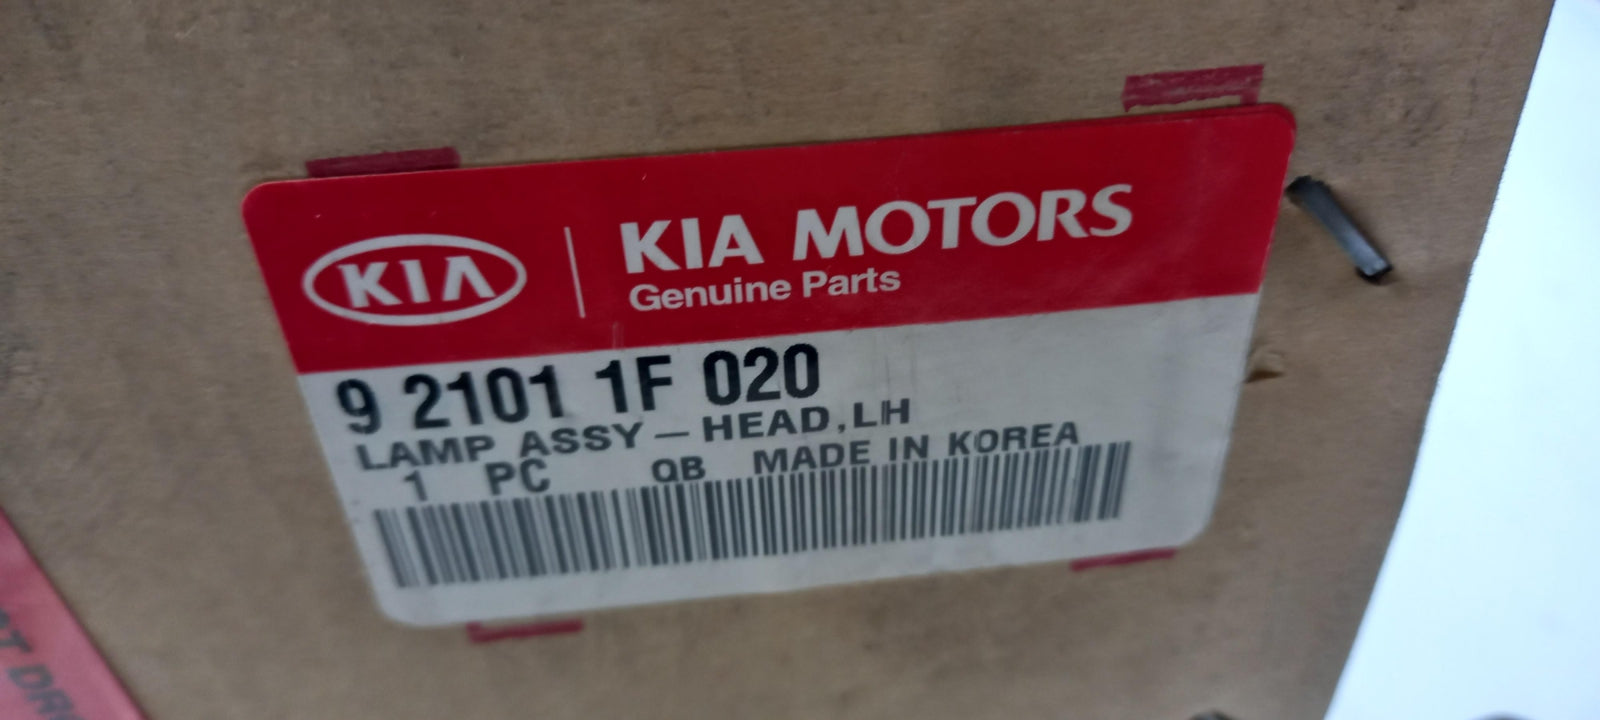 KIA
KIA MOTORS
Genuine Parts
9 2101 1F 020
LAMP ASSY-HEAD,LH
1 PC QB MADE IN KOREA